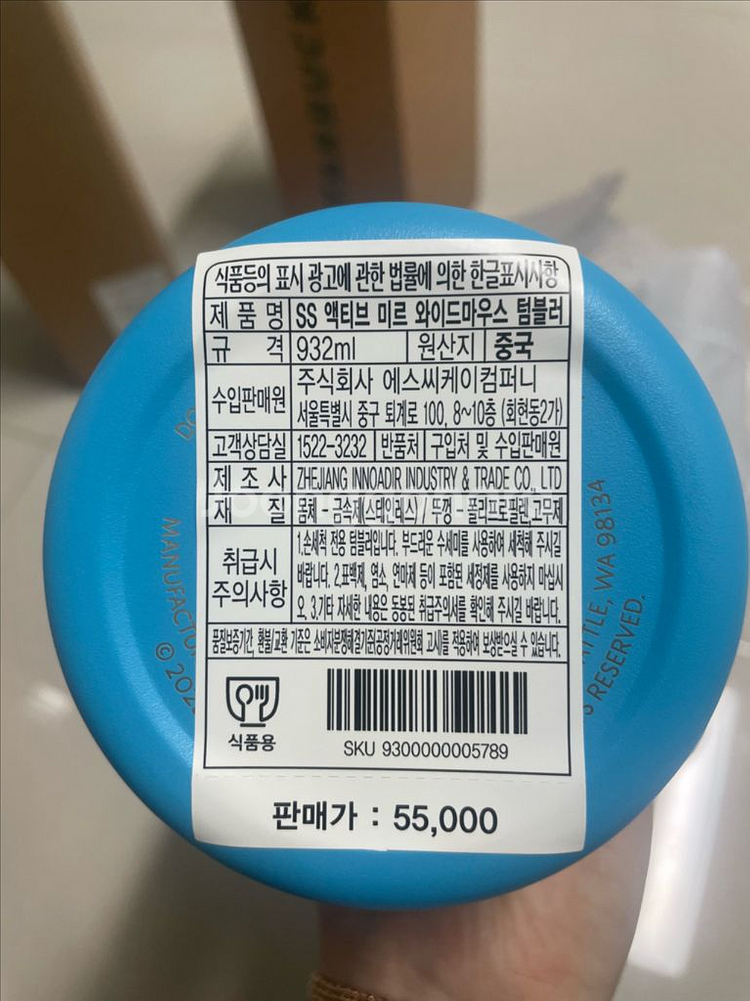 식품등의 표시 광고에 관한 법률에 의한 한글표시사항
제 품 명 SS 액티브 미르 와이드마우스 텀블러
규 격 932ml 원산지 중국
수입판매원 주식회사 에스씨케이컴퍼니
서울특별시 중구 퇴계로 100, 8~10층 (회현동2가)
고객상담실 1522-3232 반품처 구입처 및 수입판매원
제 조 사 ZHEJIANG INNOADIR INDUSTRY & TRADE CO., LTD
재 질 몸체 - 금속제(스테인레스) / 뚜껑 - 폴리프로필렌,고무제
취급시
주의사항
1.손세척 전용 텀블러입니다. 부드러운 수세미를 사용하여 세척해 주시길
바랍니다. 2.표백제, 염소, 연마제 등이 포함된 세정제를 사용하지 마십시
오. 3.기타 자세한 내용은 동봉된 취급주의서를 확인해 주시길 바랍니다.
품질보증기간, 환불/교환 기준은 소비자분쟁해결기준(공정거래위원회 고시)를 적용하여 보상받으실 수 있습니다.
식품용
SKU 9300000005789
판매가 : 55,000
MANUFACTU
© 202
TTLE, WA 98134
S RESERVED.